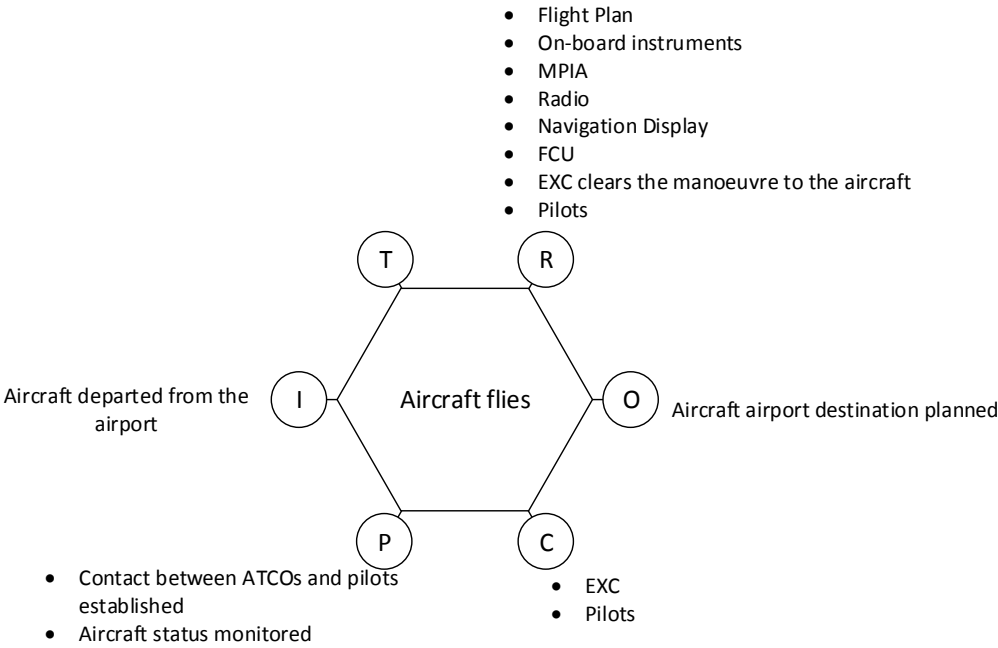 • Flight Plan
• On-board instruments
• MPIA
• Radio
• Navigation Display
• FCU
• EXC clears the manoeuvre to the aircraft
• Pilots
T
R
Aircraft departed from the
airport
I
Aircraft flies
O
Aircraft airport destination planned
P
C
• Contact between ATCOs and pilots
established
• Aircraft status monitored
• EXC
• Pilots